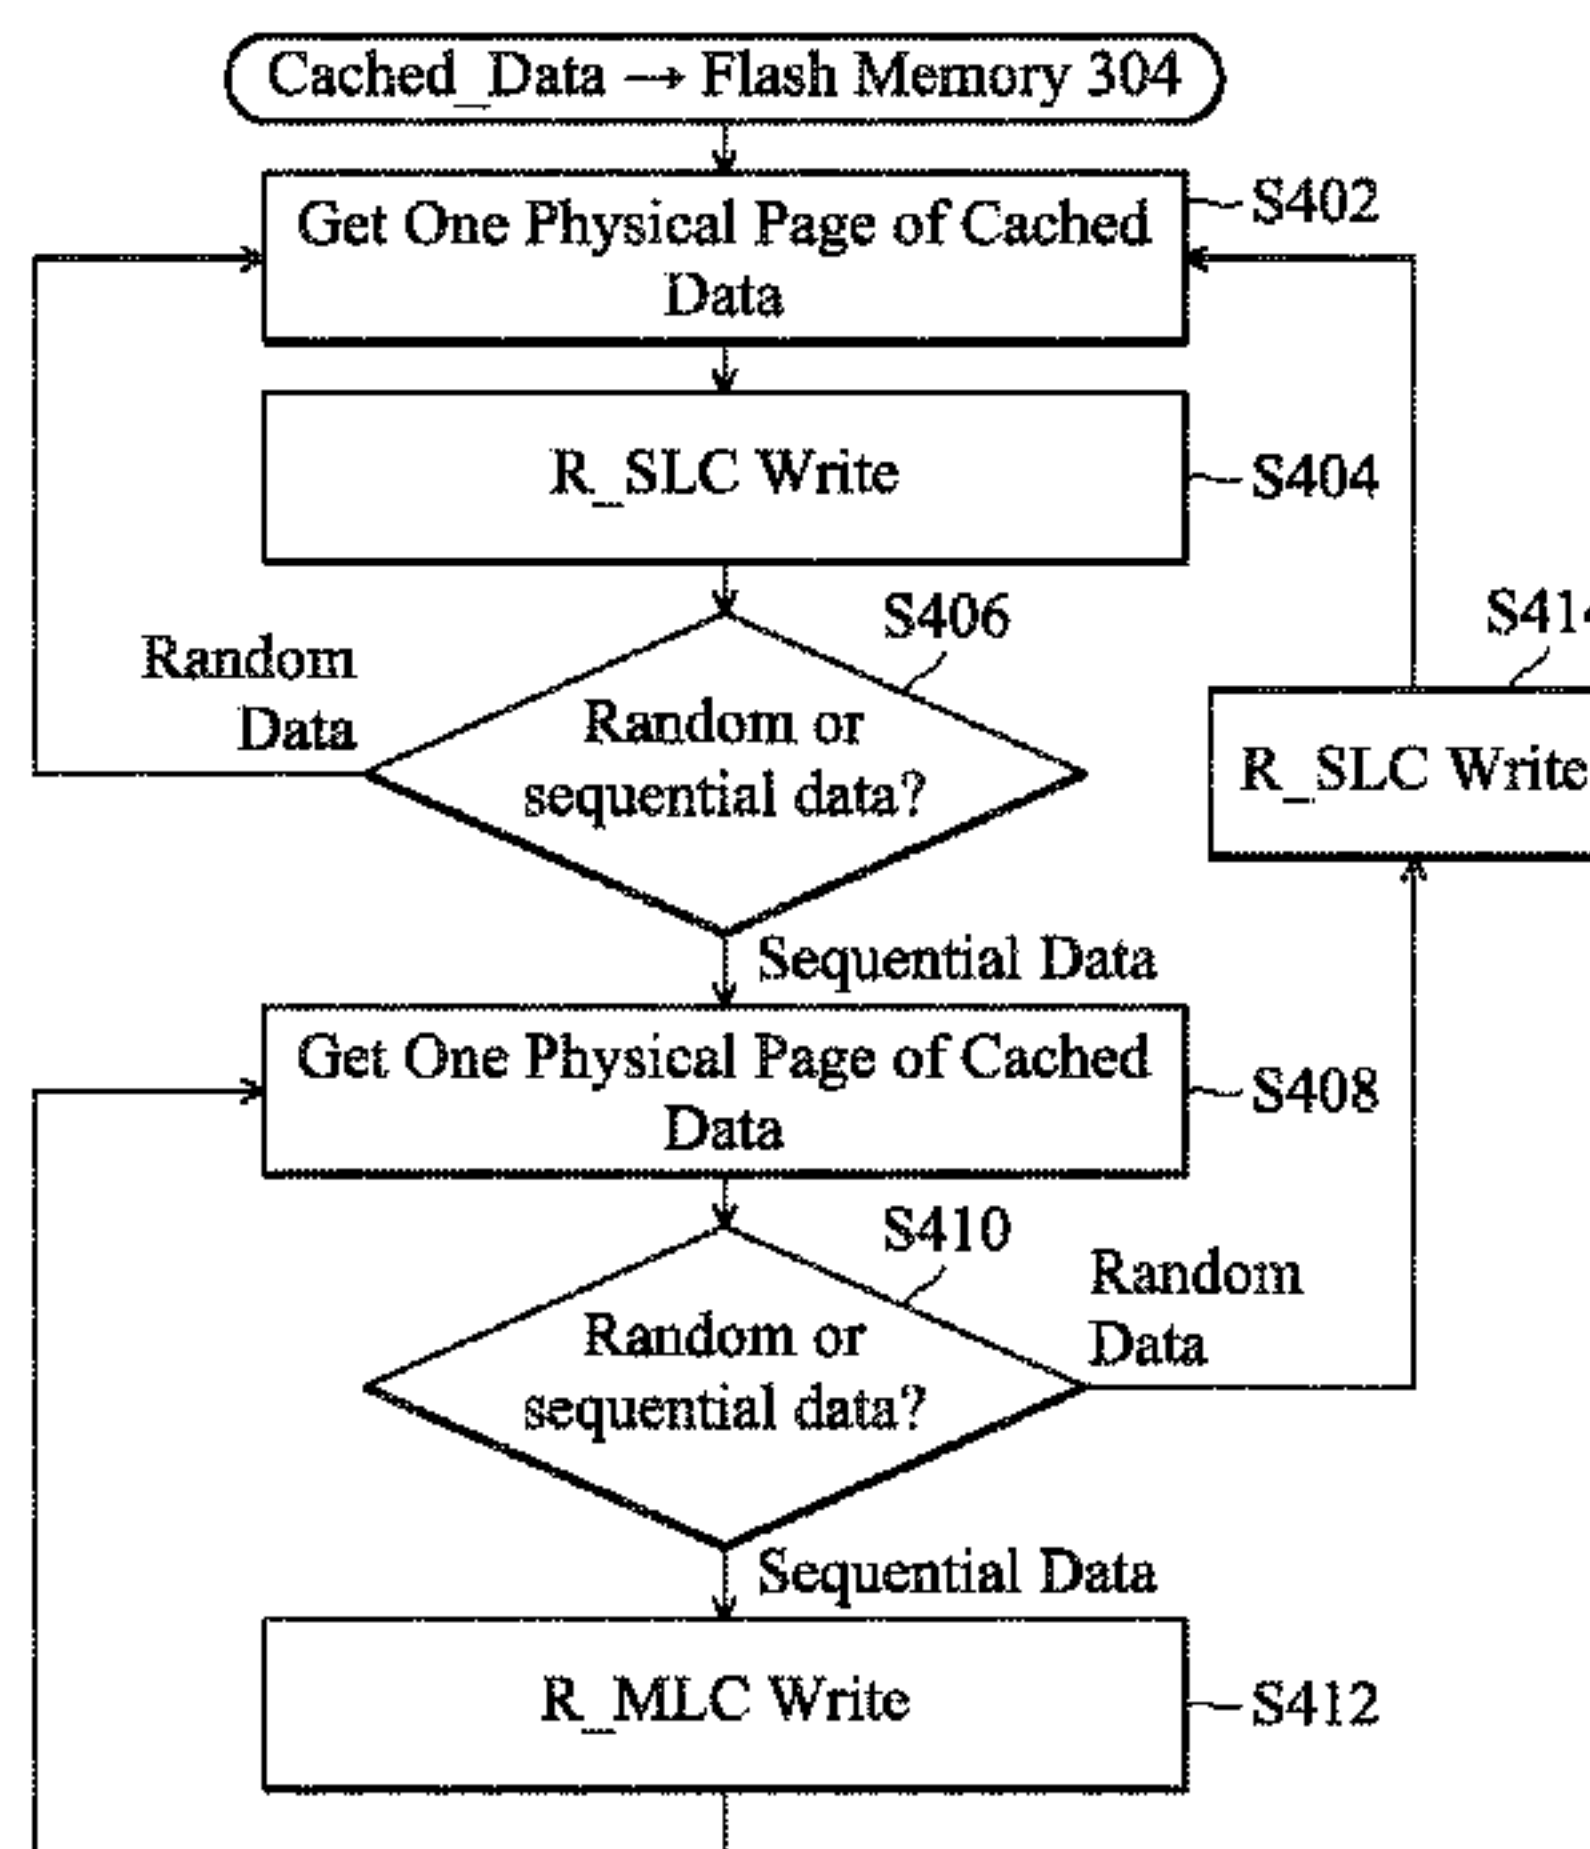 Cached_Data → Flash Memory 304
Get One Physical Page of Cached
Data
S402
R_SLC Write
S404
S406
Random
Data
Random or
sequential data?
R_SLC Write
Sequential Data
Get One Physical Page of Cached
Data
S408
S410
Random
Data
Random or
sequential data?
Sequential Data
R_MLC Write
S412